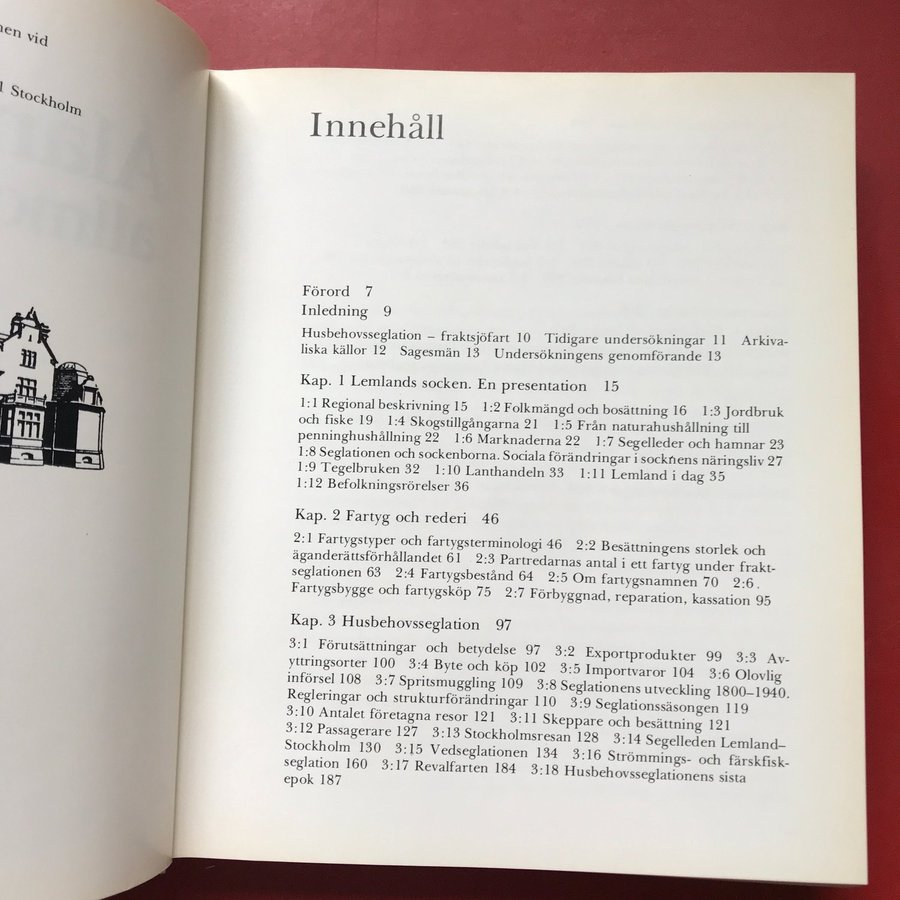 men vid
Stockholm
Innehåll
Förord 7
Inledning 9
Husbehovsseglation – fraktsjöfart 10 Tidigare undersökningar 11 Arkiva-
liska källor 12 Sagesmän 13 Undersökningens genomförande 13
Kap. 1 Lemlands socken. En presentation 15
1:1 Regional beskrivning 15 1:2 Folkmängd och bosättning 16 1:3 Jordbruk
och fiske 19 1:4 Skogstillgångarna 21 1:5 Från naturahushållning till
penninghushållning 22 1:6 Marknaderna 22 1:7 Segelleder och hamnar 23
1:8 Seglationen och sockenborna. Sociala förändringar i socknens näringsliv 27
1:9 Tegelbruken 32 1:10 Lanthandeln 33 1:11 Lemland i dag 35
1:12 Befolkningsrörelser 36
Kap. 2 Fartyg och rederi 46
2:1 Fartygstyper och fartygsterminologi 46 2:2 Besättningens storlek och
äganderättsförhållandet 61 2:3 Partredarnas antal i ett fartyg under frakt-
seglationen 63 2:4 Fartygsbestånd 64 2:5 Om fartygsnamnen 70 2:6
Fartygsbygge och fartygsköp 75 2:7 Förbyggnad, reparation, kassation 95
Kap. 3 Husbehovsseglation 97
3:1 Förutsättningar och betydelse 97 3:2 Exportprodukter 99 3:3 Av-
yttringsorter 100 3:4 Byte och köp 102 3:5 Importvaror 104 3:6 Olovlig
införsel 108 3:7 Spritsmuggling 109 3:8 Seglationens utveckling 1800–1940.
Regleringar och strukturförändringar 110 3:9 Seglationssäsongen 119
3:10 Antalet företagna resor 121 3:11 Skeppare och besättning 121
3:12 Passagerare 127 3:13 Stockholmsresan 128 3:14 Segelleden Lemland–
Stockholm 130 3:15 Vedseglationen 134 3:16 Strömmings- och färskfisk-
seglation 160 3:17 Revalfarten 184 3:18 Husbehovsseglationens sista
epok 187